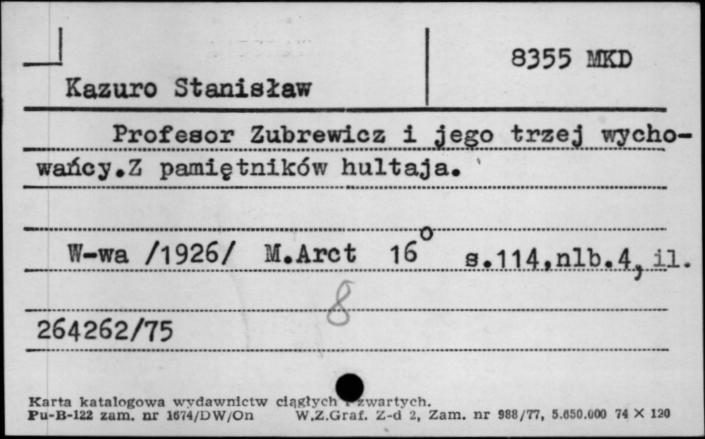 8355 MKD
Kazuro Stanisław
Profesor Zubrewicz i jego trzej wycho-
wańcy.Z pamiętników hultaja.
W-wa /1926/ M.Arct 16° s.114,nlb.4, il.
8
264262/75
Karta katalogowa wydawnictw ciągłych i zwartych.
Pu-B-122 zam. nr 1674/DW/On W.Z.Graf. Z-d 2, Zam. nr 988/77, 5.650.000 74 X 120